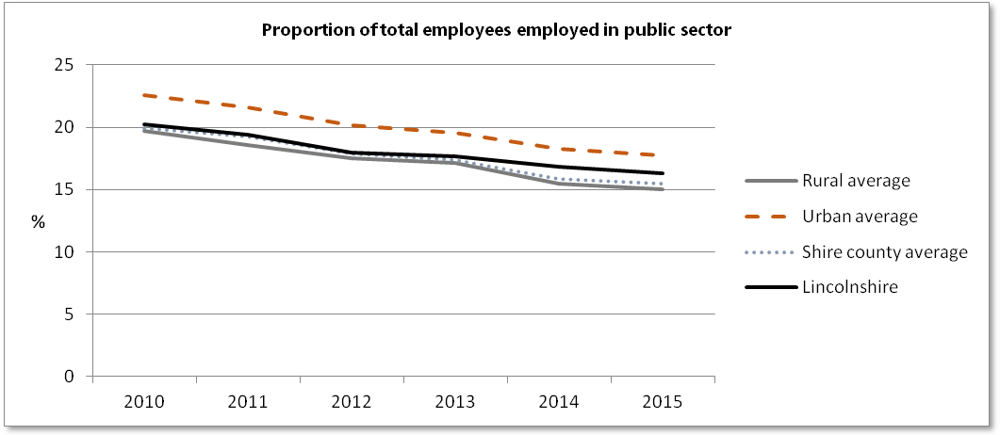 Proportion of total employees employed in public sector
25
20
15
%
10
5
0
2010 2011 2012 2013 2014 2015
Rural average
Urban average
Shire county average
Lincolnshire